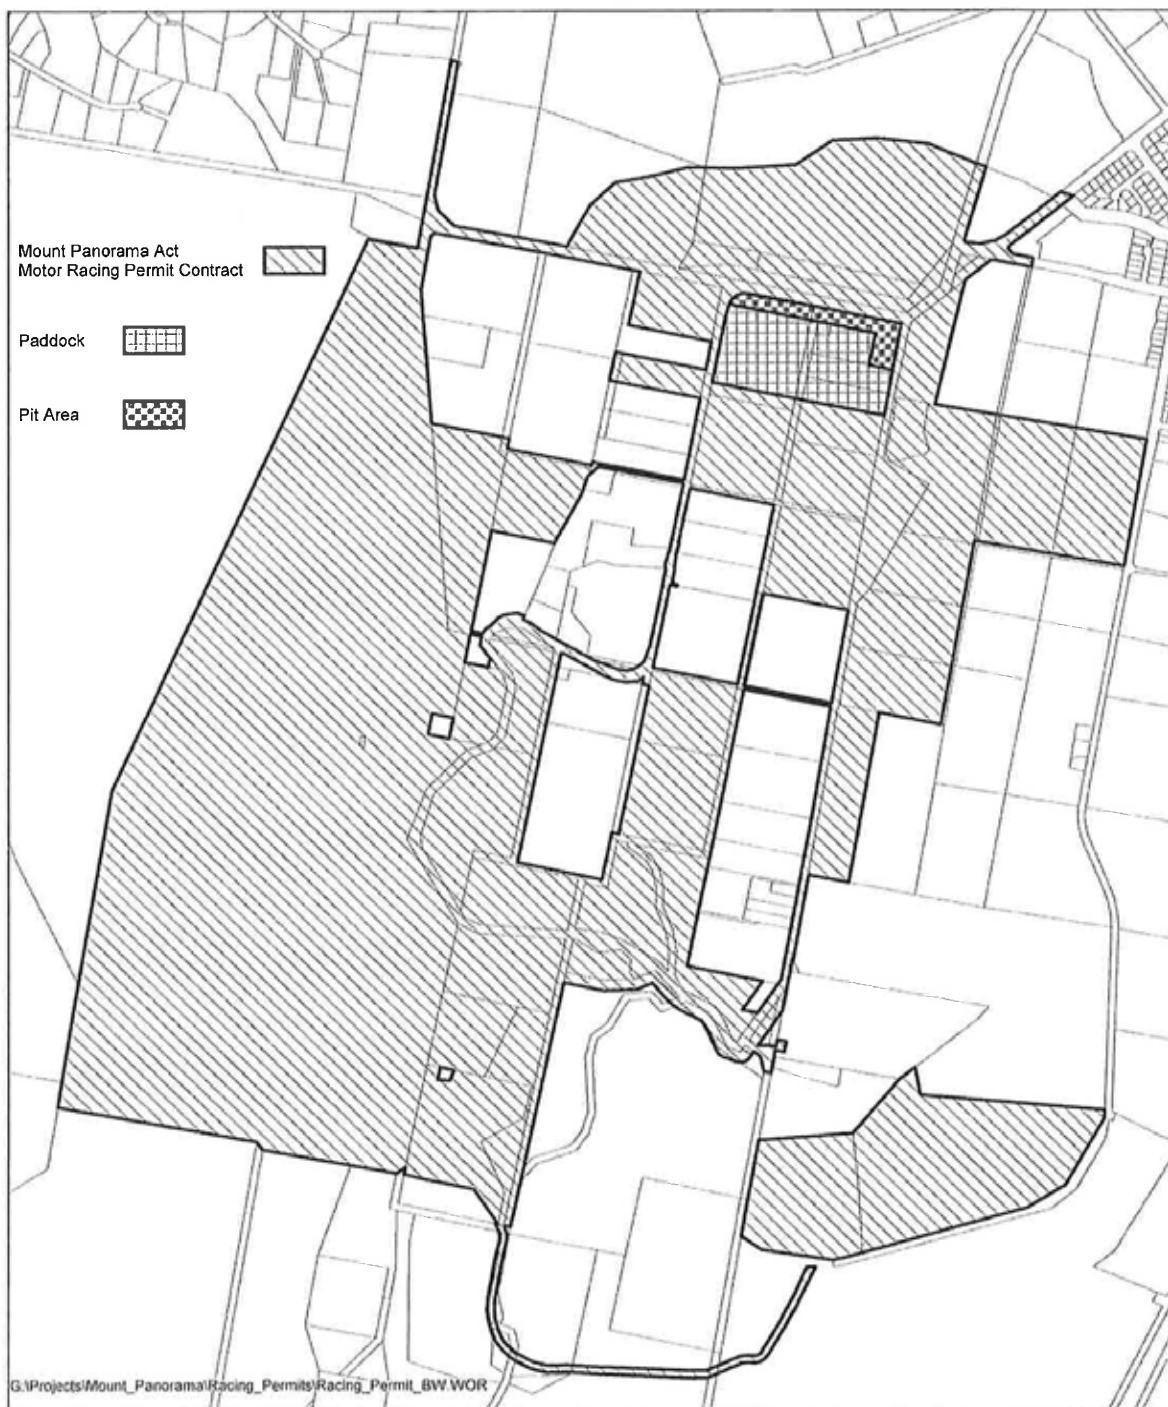 Mount Panorama Act
Motor Racing Permit Contract
Paddock
Pit Area
G:\Projects\Mount_Panorama\Racing_Permits\Racing_Permit_BW.WOR